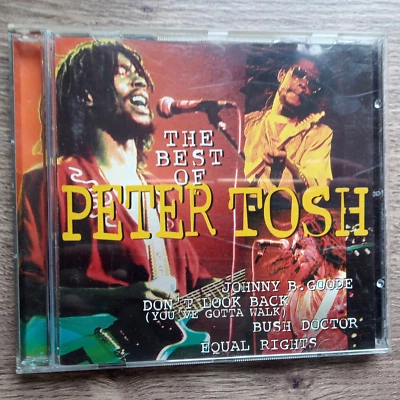 THE
BEST
OF
PETER TOSH
JOHNNY B. GOODE
DON'T LOOK BACK
(YOU'VE GOTTA WALK)
BUSH DOCTOR
EQUAL RIGHTS